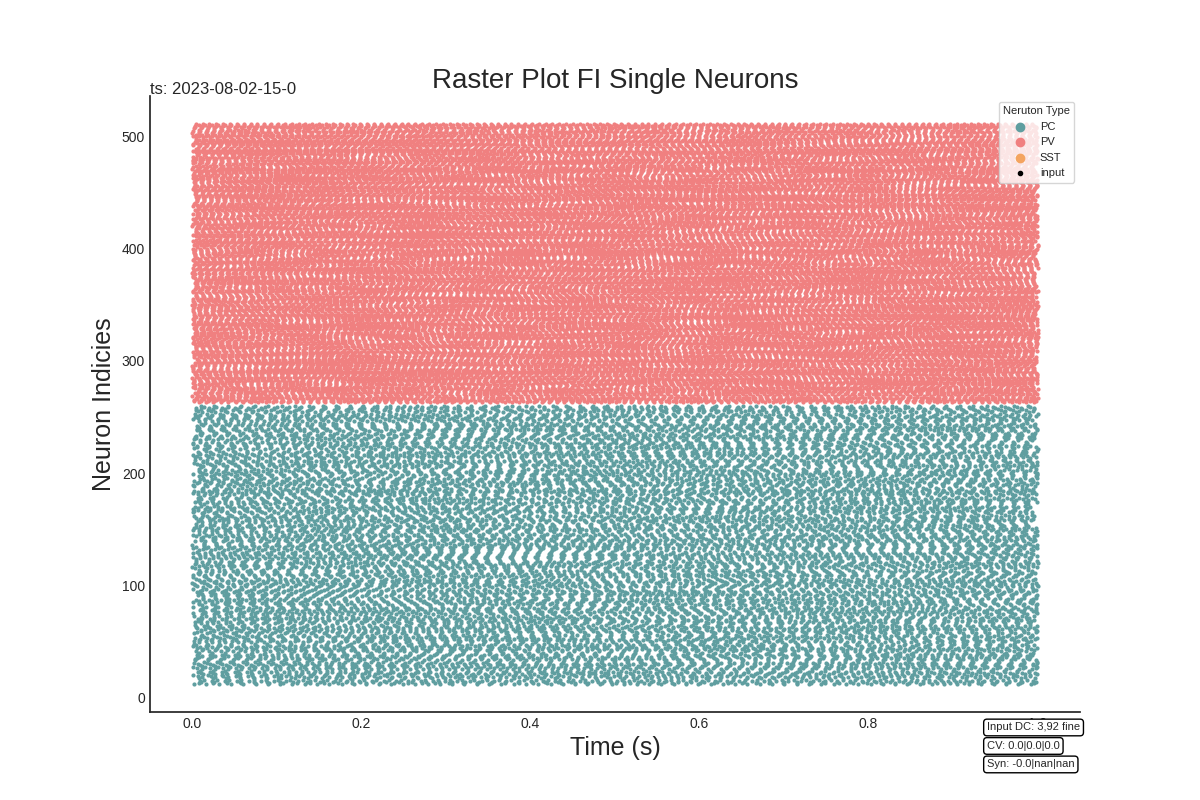 Raster Plot FI Single Neurons
ts: 2023-08-02-15-0
Neruton Type
PC
PV
SST
input
500
400
300
200
100
0
Neuron Indicies
0.0 0.2 0.4 0.6 0.8
Time (s)
Input DC: 3,92 fine
CV: 0.0|0.0|0.0
Syn: -0.0|nan|nan